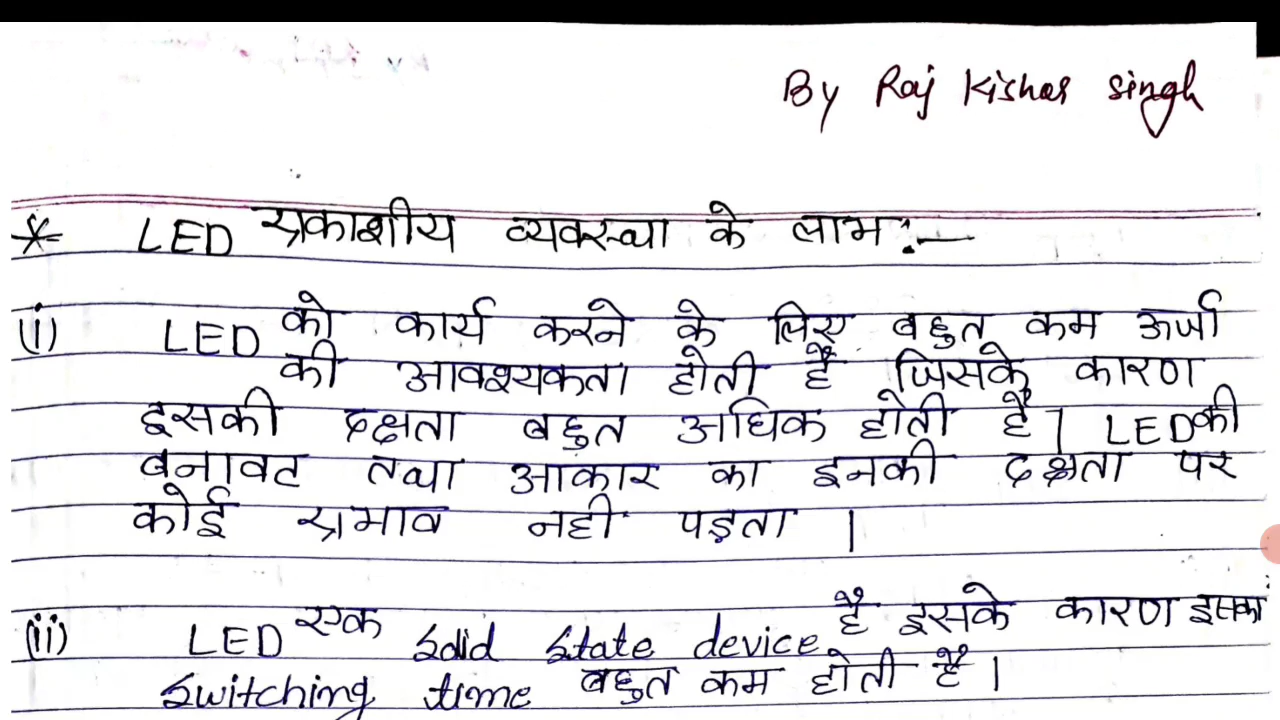 By Raj Kishor Singh
* LED प्रकाशीय व्यवस्था के लाभ :—
(i) LED को कार्य करने के लिए बहुत कम ऊर्जा
की आवश्यकता होती है जिसके कारण
इसकी दक्षता बहुत अधिक होती है। LED की
बनावट तथा आकार का इनकी दक्षता पर
कोई प्रभाव नही पड़ता ।
(ii) LED एक Solid State device है इसके कारण इसका
Switching time बहुत कम होती है ।